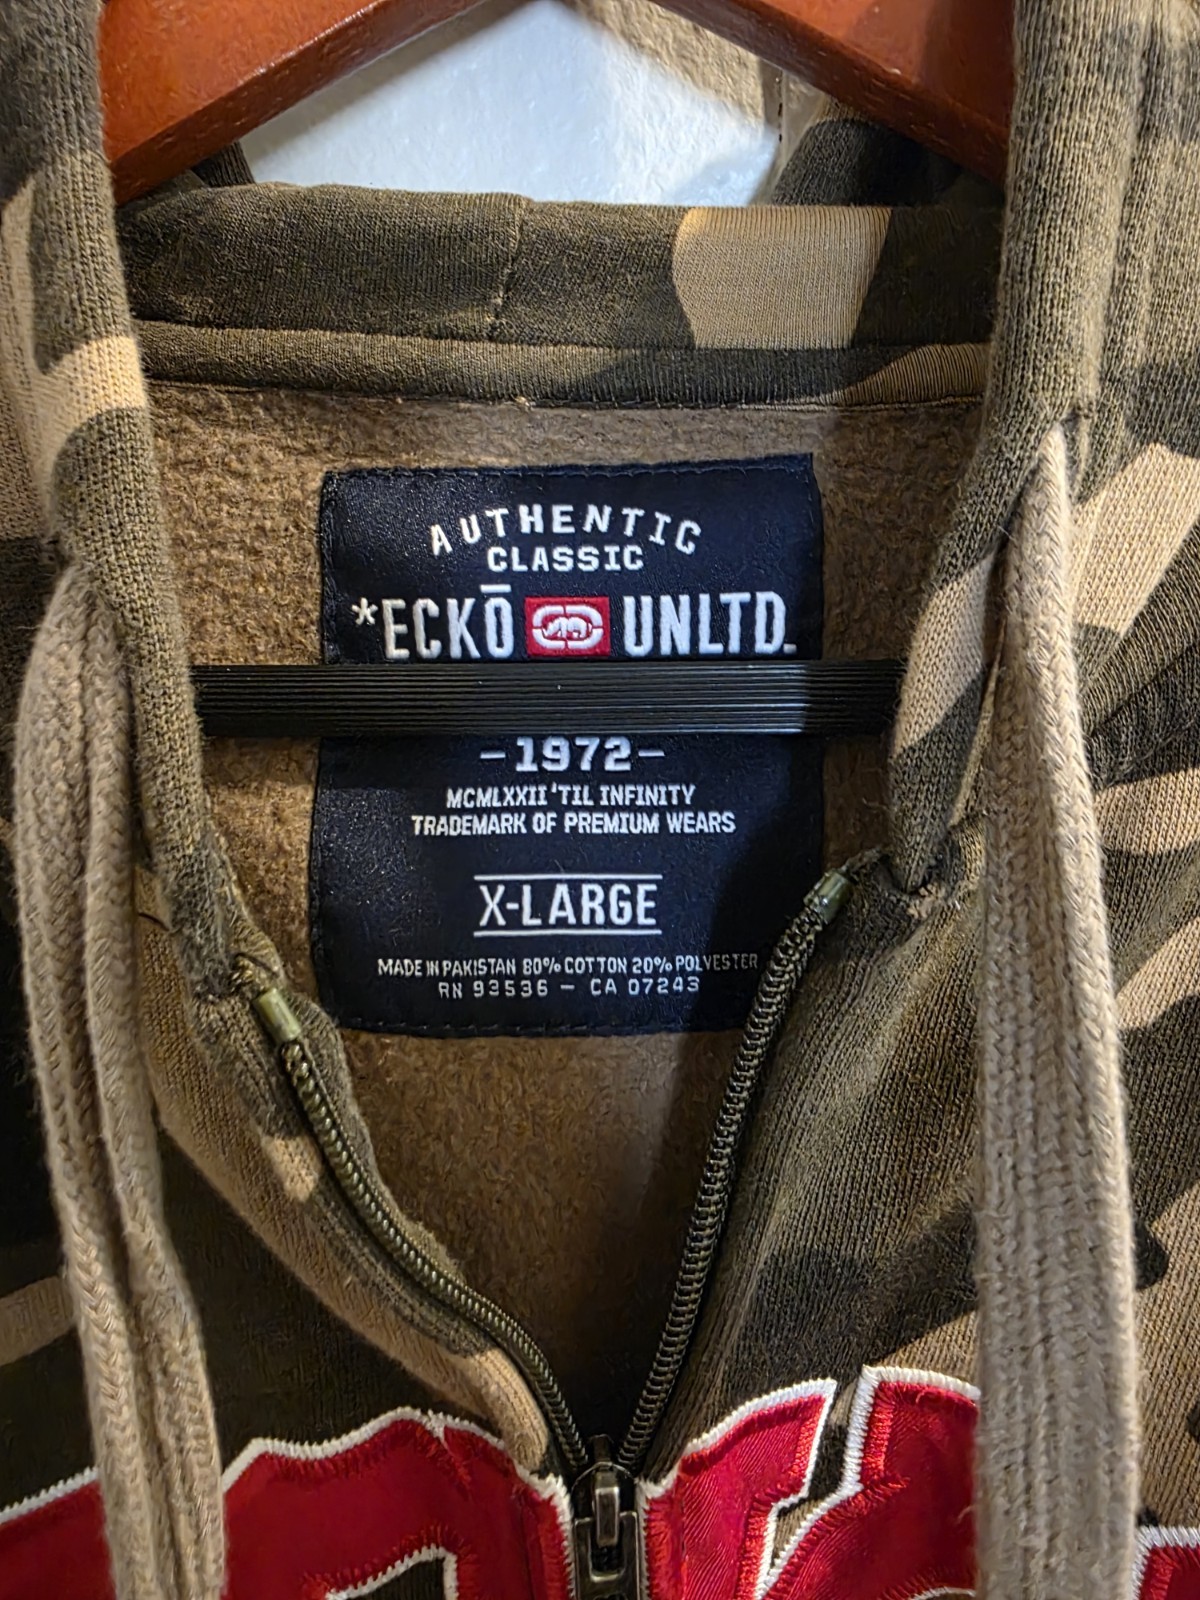 AUTHENTIC
CLASSIC
*ECKŌ UNLTD.
-1972-
MCMLXXII 'TIL INFINITY
TRADEMARK OF PREMIUM WEARS
X-LARGE
MADE IN PAKISTAN 80% COTTON 20% POLYESTER
RN 93536 - CA 07243